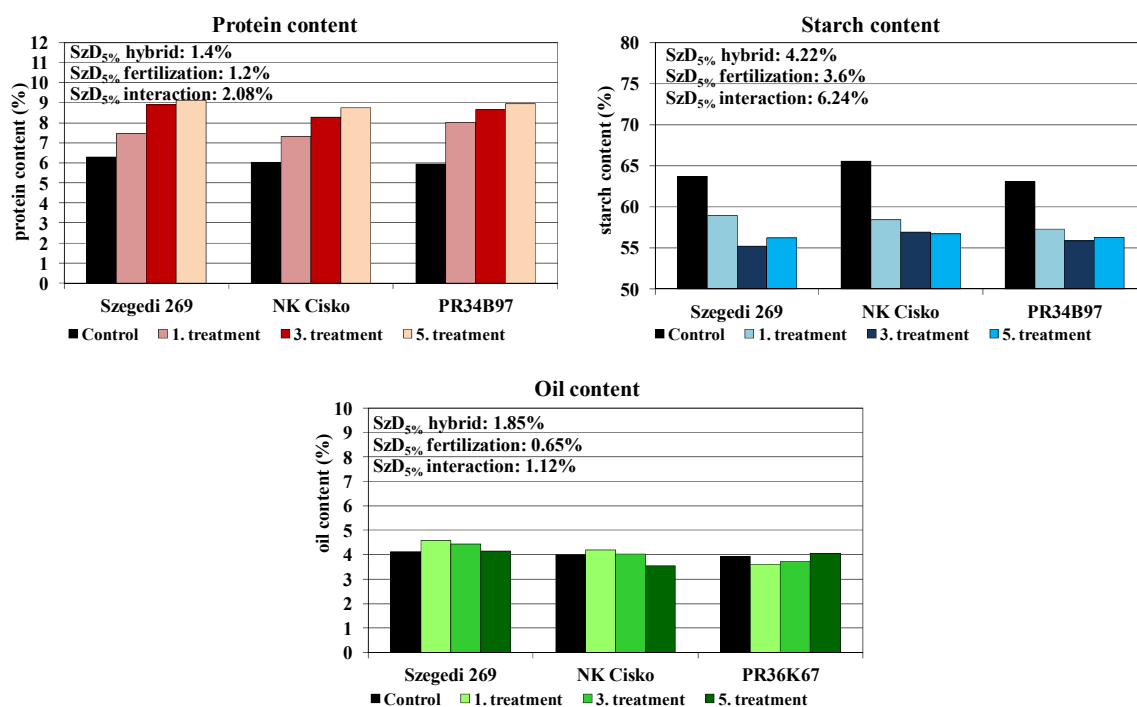 Protein content
12
11
10
9
8
7
6
5
4
3
2
1
0
protein content (%)
SzD5% hybrid: 1.4%
SzD5% fertilization: 1.2%
SzD5% interaction: 2.08%
Szegedi 269 NK Cisko PR34B97
Control 1. treatment 3. treatment 5. treatment
Starch content
80
75
70
65
60
55
50
starch content (%)
SzD5% hybrid: 4.22%
SzD5% fertilization: 3.6%
SzD5% interaction: 6.24%
Szegedi 269 NK Cisko PR34B97
Control 1. treatment 3. treatment 5. treatment
Oil content
10
9
8
7
6
5
4
3
2
1
0
oil content (%)
SzD5% hybrid: 1.85%
SzD5% fertilization: 0.65%
SzD5% interaction: 1.12%
Szegedi 269 NK Cisko PR36K67
Control 1. treatment 3. treatment 5. treatment